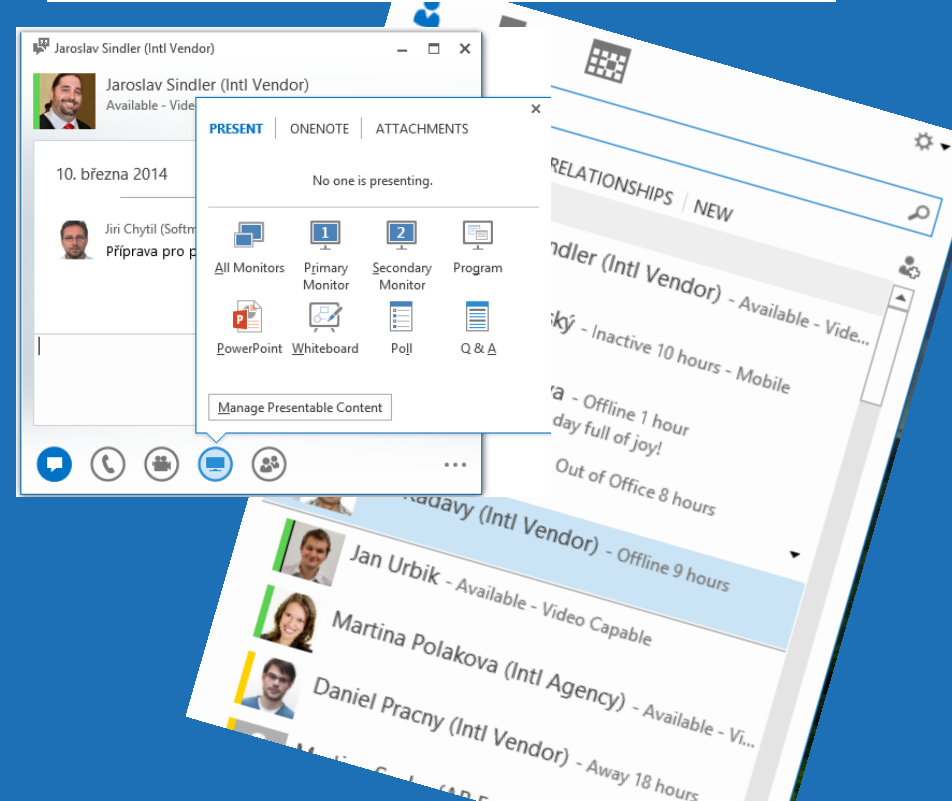 Jaroslav Sindler (Intl Vendor)
Jaroslav Sindler (Intl Vendor)
Available - Vide
10. března 2014
Jiri Chytil (Softm
Příprava pro p
PRESENT ONENOTE ATTACHMENTS
No one is presenting.
All Monitors Primary Monitor Secondary Monitor Program
PowerPoint Whiteboard Poll Q & A
Manage Presentable Content
RELATIONSHIPS NEW
ndler (Intl Vendor) - Available - Vide...
ský - Inactive 10 hours - Mobile
va - Offline 1 hour
day full of joy!
Out of Office 8 hours
Radavy (Intl Vendor) - Offline 9 hours
Jan Urbik - Available - Video Capable
Martina Polakova (Intl Agency) - Available - Vi...
Daniel Pracny (Intl Vendor) - Away 18 hours